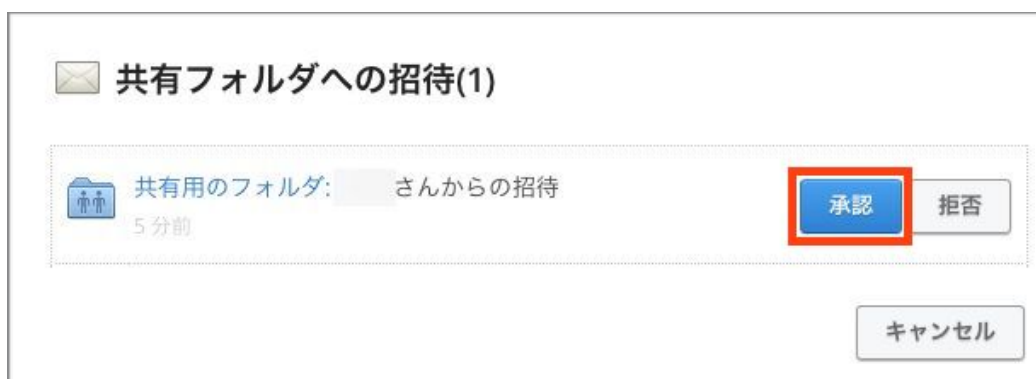 共有フォルダへの招待(1)
共有用のフォルダ: さんからの招待
5 分前
承認
拒否
キャンセル